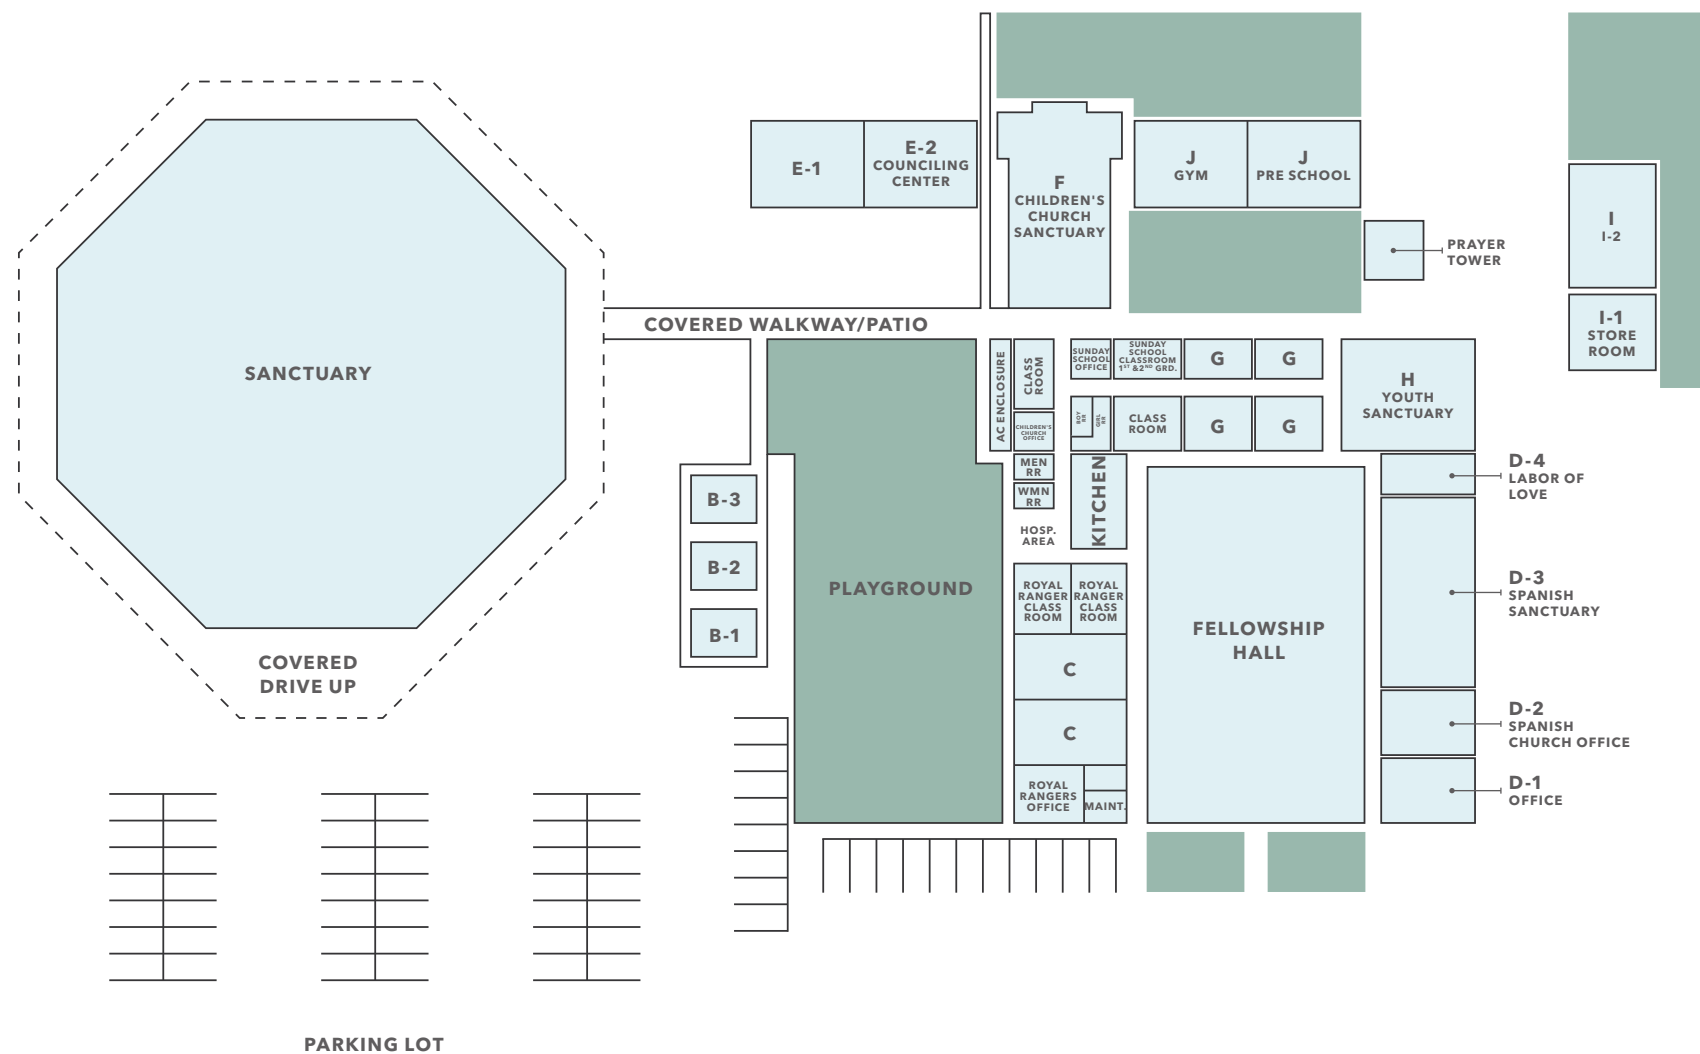 E-1
E-2
COUNCILING
CENTER
F
CHILDREN'S
CHURCH
SANCTUARY
J
GYM
J
PRE SCHOOL
PRAYER
TOWER
I
I-2
I-1
STORE
ROOM
COVERED WALKWAY/PATIO
SANCTUARY
COVERED
DRIVE UP
AC ENCLOSURE
CLASS
ROOM
CHILDREN'S
CHURCH
OFFICE
SUNDAY
SCHOOL
OFFICE
SUNDAY
SCHOOL
CLASSROOM
1ST &2ND GRD.
G
G
BOY
RR
GIRL
RR
CLASS
ROOM
G
G
H
YOUTH
SANCTUARY
MEN
RR
WMN
RR
HOSP.
AREA
KITCHEN
B-3
B-2
B-1
PLAYGROUND
ROYAL
RANGER
CLASS
ROOM
ROYAL
RANGER
CLASS
ROOM
C
C
ROYAL
RANGERS
OFFICE
MAINT.
FELLOWSHIP
HALL
D-4
LABOR OF
LOVE
D-3
SPANISH
SANCTUARY
D-2
SPANISH
CHURCH OFFICE
D-1
OFFICE
PARKING LOT